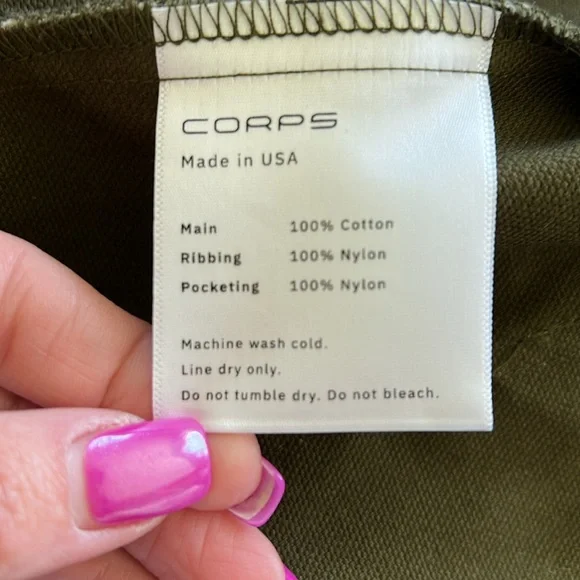 CORPS
Made in USA
Main 100% Cotton
Ribbing 100% Nylon
Pocketing 100% Nylon
Machine wash cold.
Line dry only.
Do not tumble dry. Do not bleach.